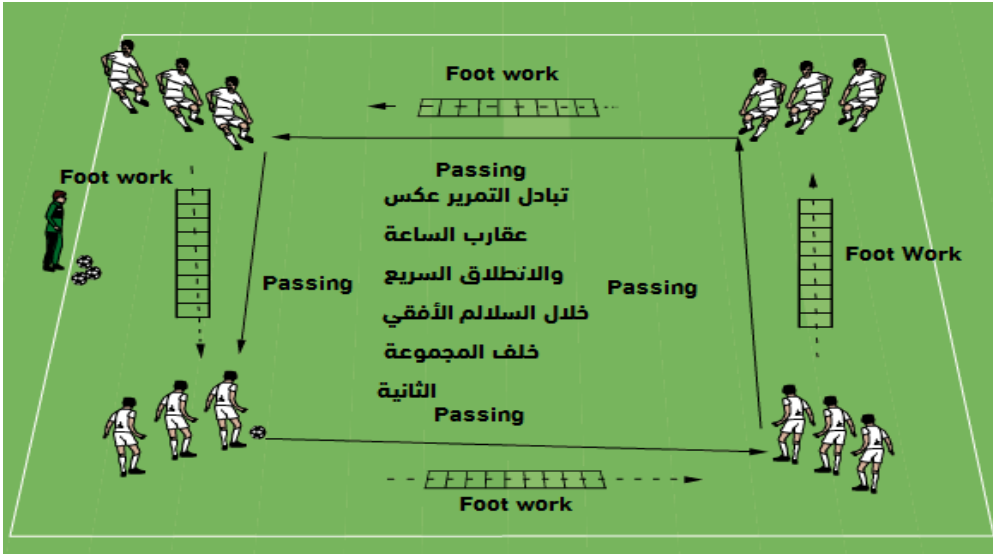 Foot work
Passing
Foot work
تبادل التمرير عكس
عقارب الساعة
Foot Work
والانطلاق السريع
Passing
Passing
خلال السلالم الأفقي
خلف المجموعة
الثانية
Passing
Foot work